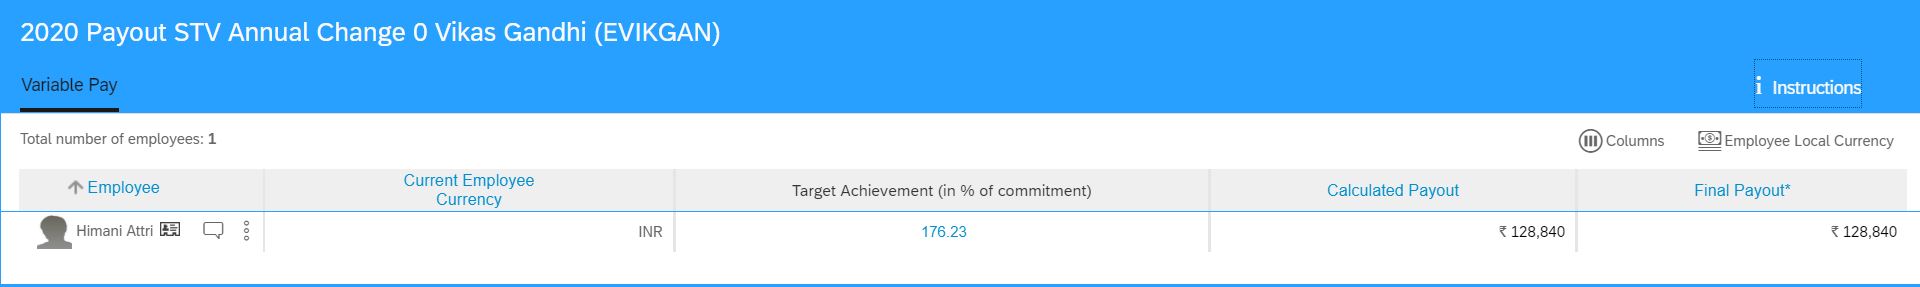 2020 Payout STV Annual Change 0 Vikas Gandhi (EVIKGAN)
Variable Pay
i Instructions
Total number of employees: 1
Columns
Employee Local Currency
Employee
Current Employee
Currency
Target Achievement (in % of commitment)
Calculated Payout
Final Payout*
Himani Attri
INR
176.23
₹ 128,840
₹ 128,840